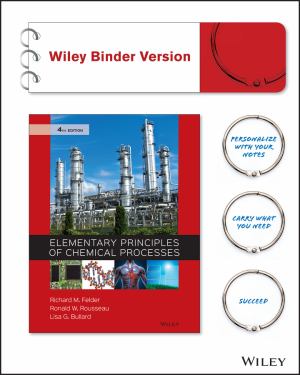 Wiley Binder Version
4TH EDITION
PERSONALIZE
WITH YOUR
NOTES
CARRY WHAT
YOU NEED
SUCCEED
ELEMENTARY PRINCIPLES
OF CHEMICAL PROCESSES
Richard M. Felder
Ronald W. Rousseau
Lisa G. Bullard
WILEY
WILEY